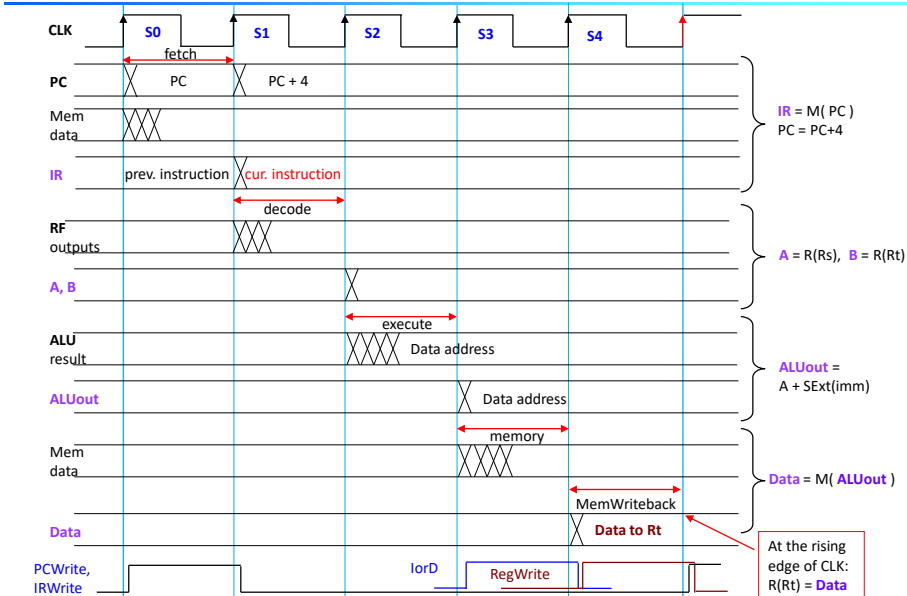 CLK
S0
S1
S2
S3
S4
fetch
PC
PC
PC + 4
Mem
data
IR = M( PC )
PC = PC+4
IR
prev. instruction
cur. instruction
decode
RF
outputs
A = R(Rs), B = R(Rt)
A, B
execute
ALU
result
Data address
ALUout =
A + SExt(imm)
ALUout
Data address
memory
Mem
data
Data = M( ALUout )
MemWriteback
Data
Data to Rt
At the rising
edge of CLK:
R(Rt) = Data
PCWrite,
IRWrite
IorD
RegWrite